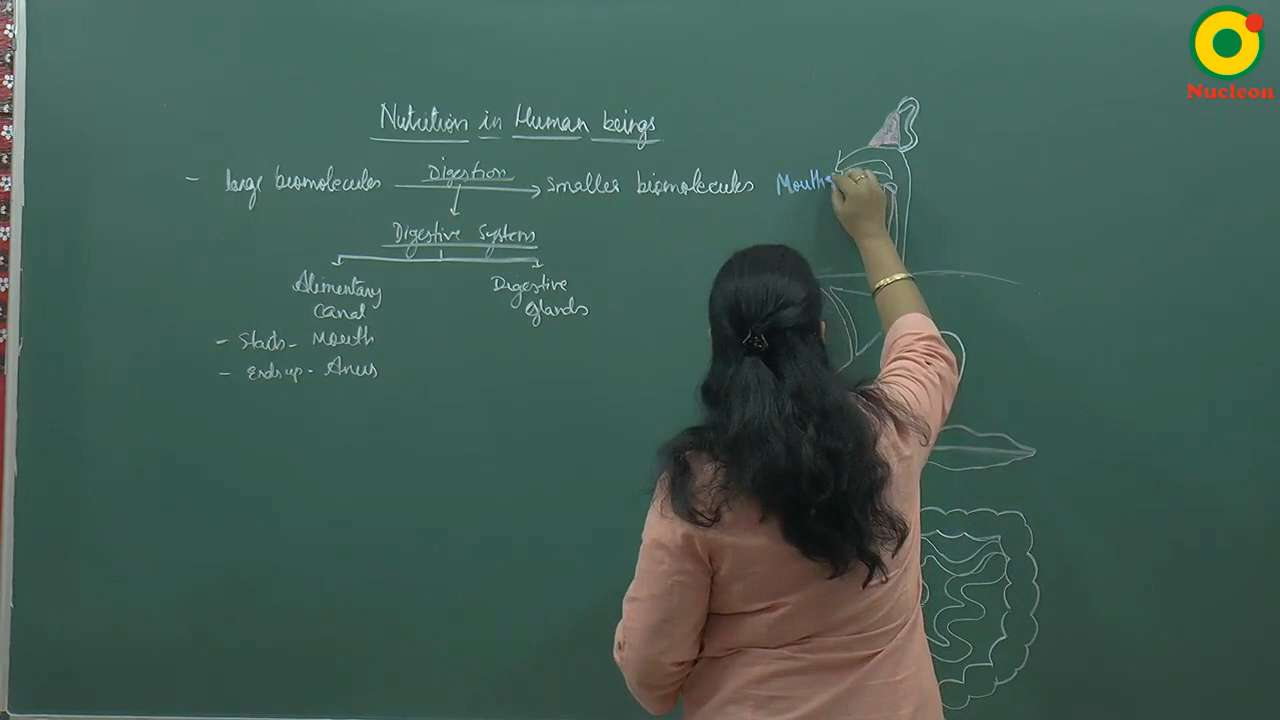 Nutrition in Human beings
- large biomolecules Digestion smaller biomolecules
Digestive System
Alimentary canal
Digestive glands
- Starts - Mouth
- Ends up - Anus
Mouth
Nucleon